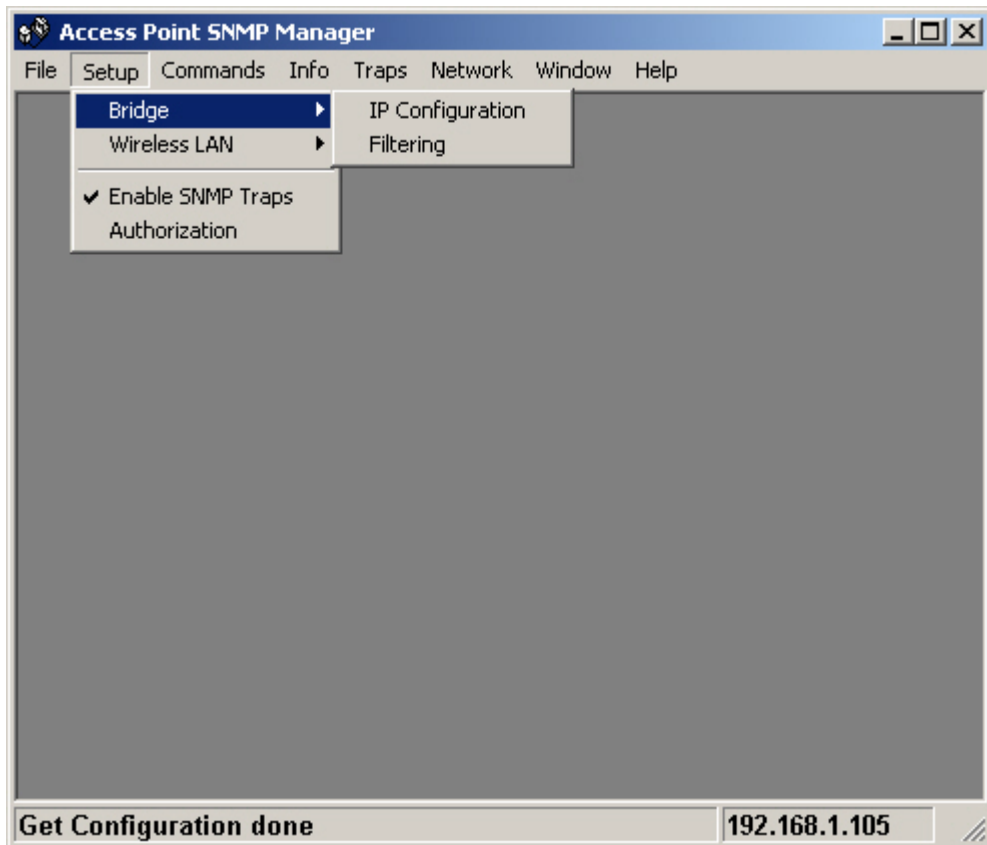 Access Point SNMP Manager
File Setup Commands Info Traps Network Window Help
Bridge
Wireless LAN
Enable SNMP Traps
Authorization
IP Configuration
Filtering
Get Configuration done
192.168.1.105